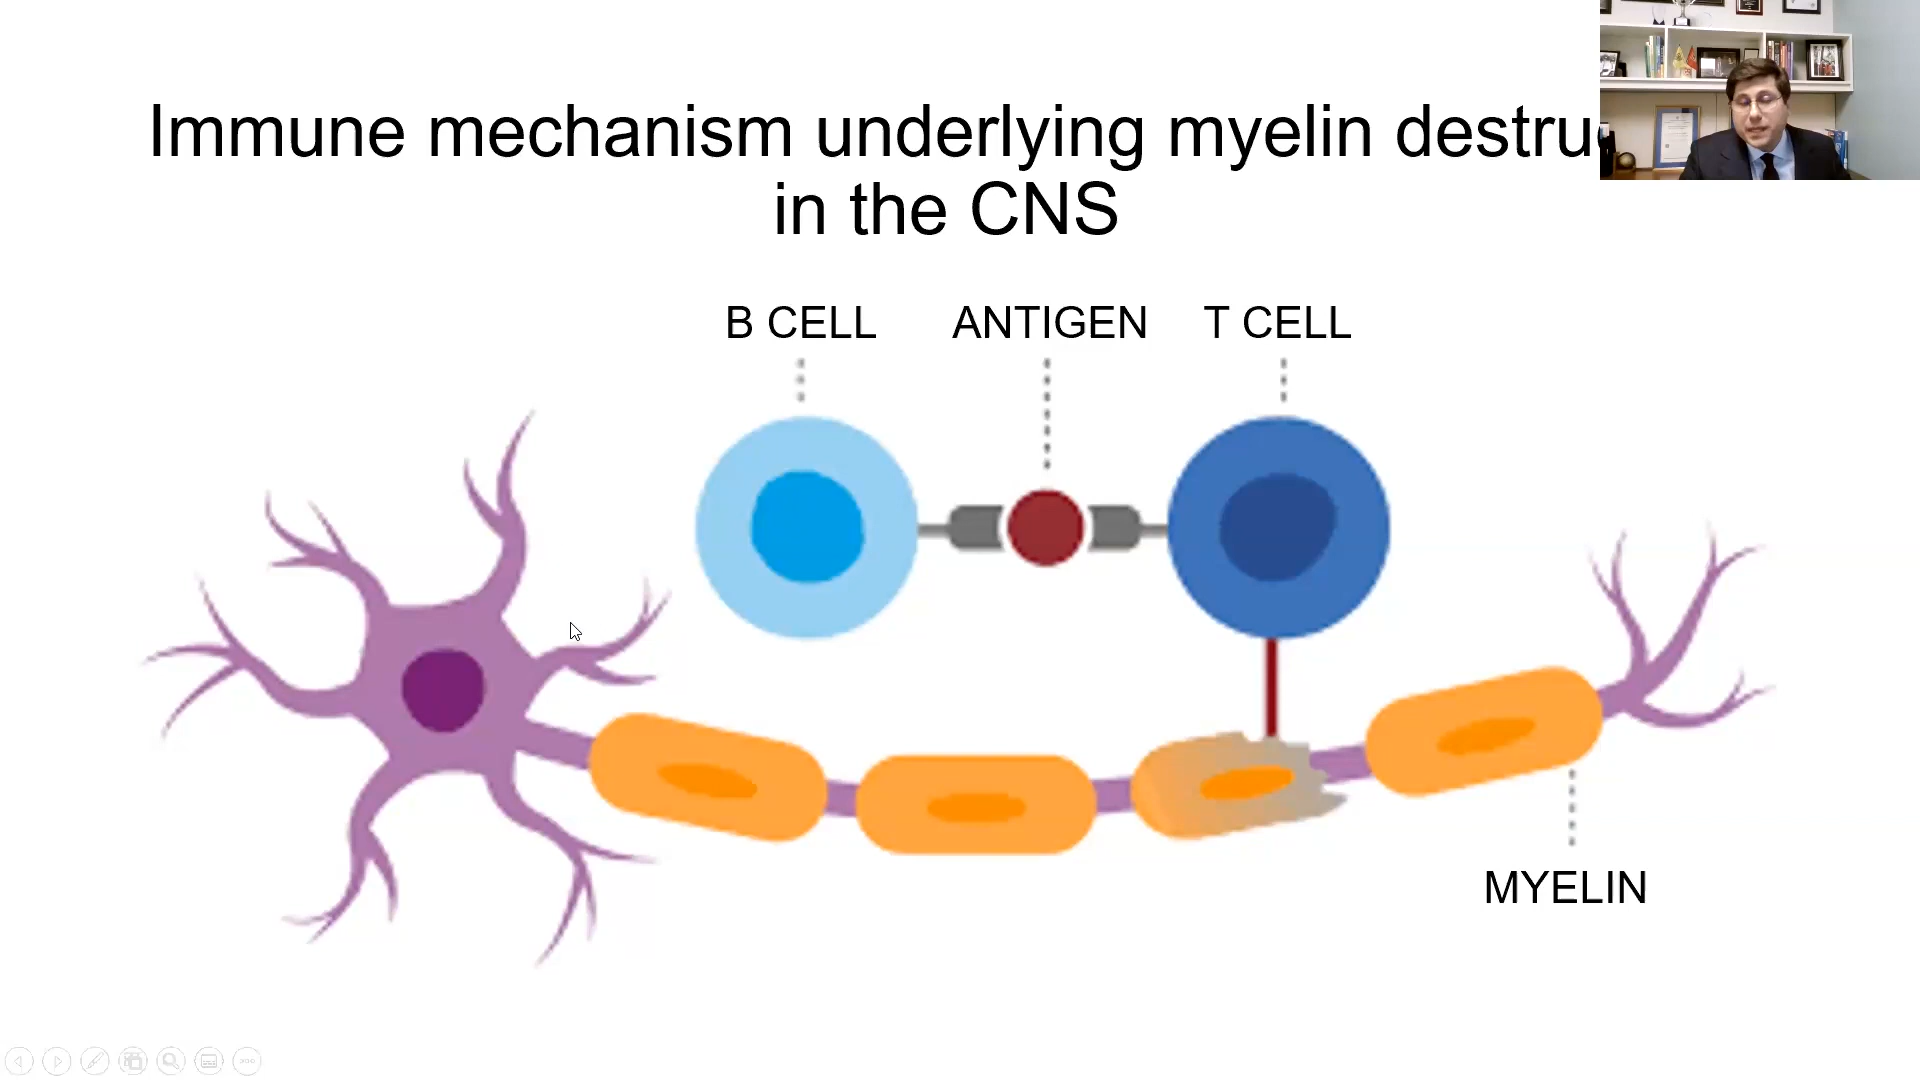 Immune mechanism underlying myelin destru
in the CNS
B CELL
ANTIGEN
T CELL
MYELIN